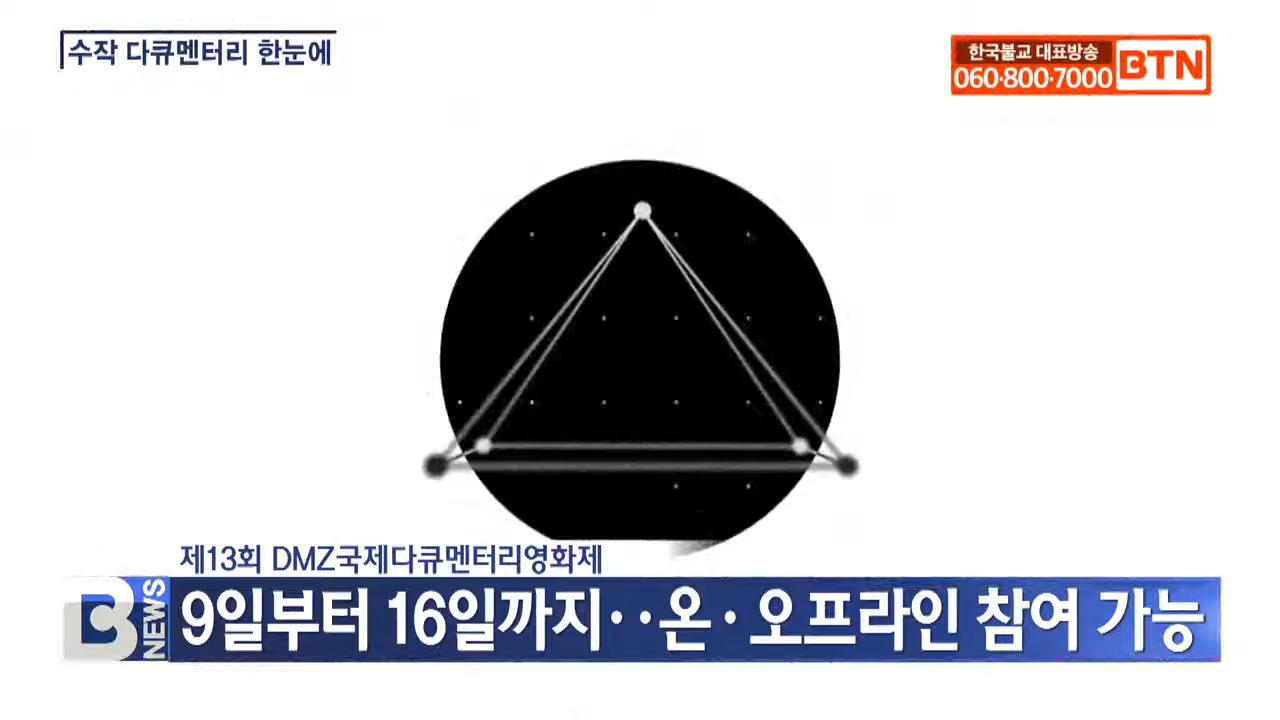 수작 다큐멘터리 한눈에
한국불교 대표방송
060·800·7000
BTN
제13회 DMZ국제다큐멘터리영화제
B NEWS
9일부터 16일까지··온·오프라인 참여 가능